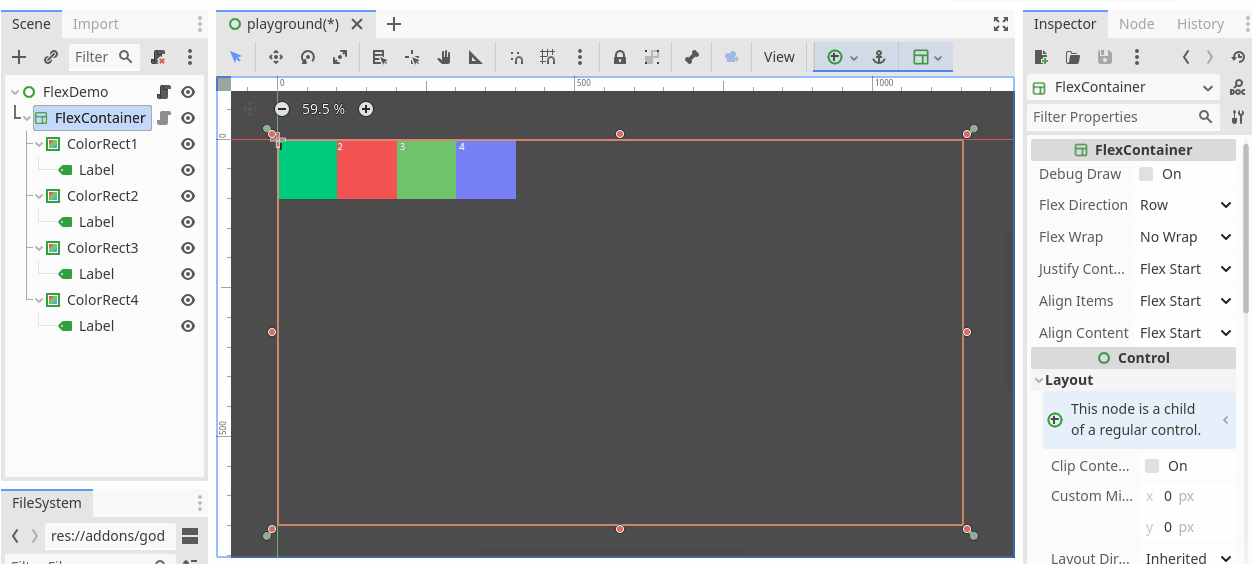 Scene
Import
Filter
FlexDemo
FlexContainer
ColorRect1
Label
ColorRect2
Label
ColorRect3
Label
ColorRect4
Label
FileSystem
res://addons/god
playground(*)
View
0
500
1000
59.5 %
0
500
1
2
3
4
Inspector
Node
History
FlexContainer
Filter Properties
FlexContainer
Debug Draw On
Flex Direction Row
Flex Wrap No Wrap
Justify Cont... Flex Start
Align Items Flex Start
Align Content Flex Start
Control
Layout
This node is a child
of a regular control.
Clip Conte... On
Custom Mi... x 0 px
y 0 px
Layout Dir... Inherited